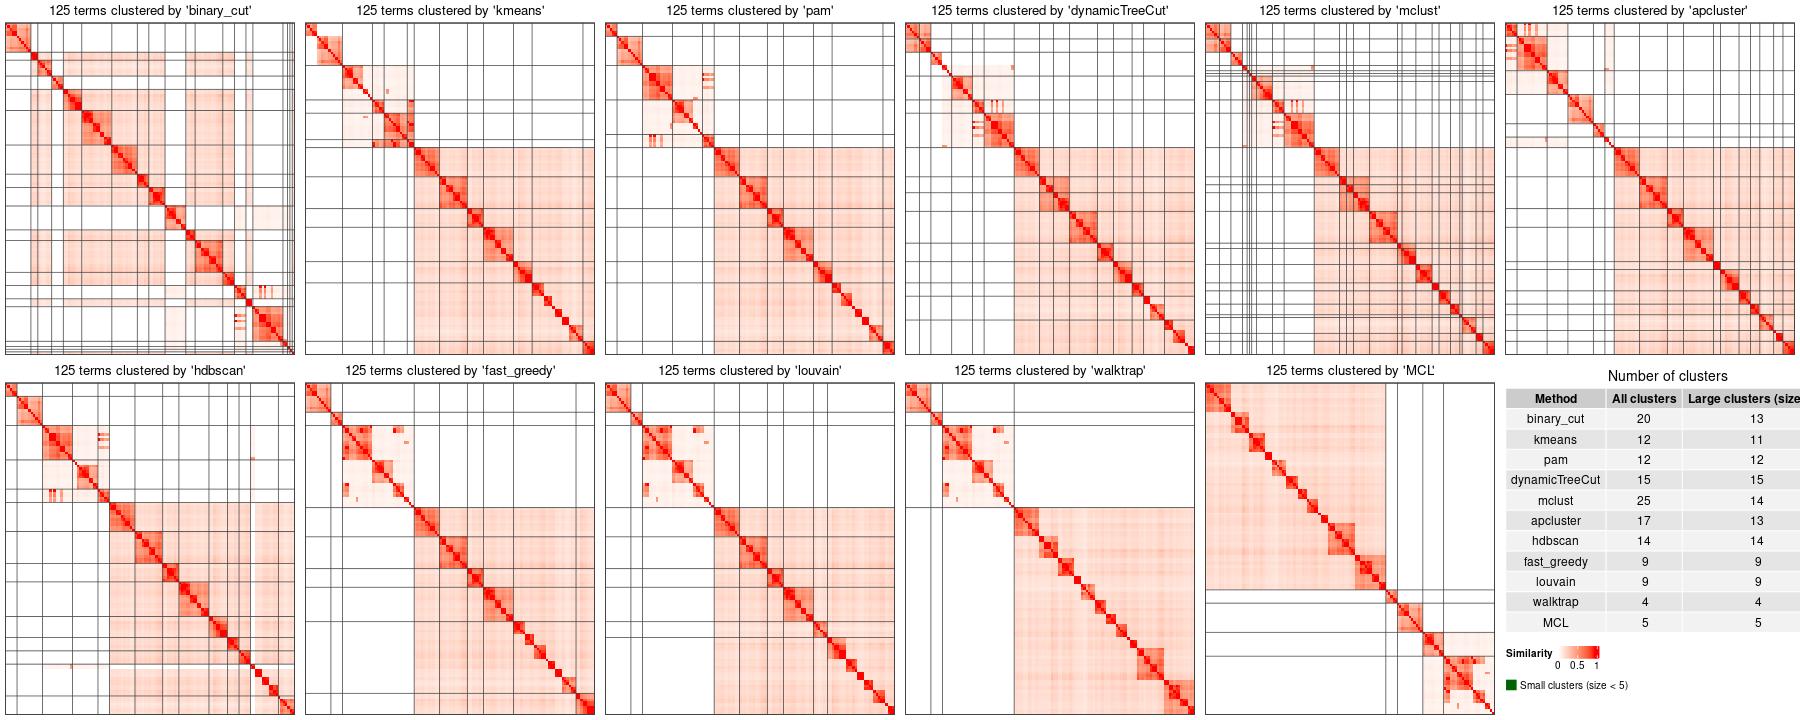 125 terms clustered by 'binary_cut'
125 terms clustered by 'kmeans'
125 terms clustered by 'pam'
125 terms clustered by 'dynamicTreeCut'
125 terms clustered by 'mclust'
125 terms clustered by 'apcluster'
125 terms clustered by 'hdbscan'
125 terms clustered by 'fast_greedy'
125 terms clustered by 'louvain'
125 terms clustered by 'walktrap'
125 terms clustered by 'MCL'
Number of clusters
Method All clusters Large clusters (size
binary_cut 20 13
kmeans 12 11
pam 12 12
dynamicTreeCut 15 15
mclust 25 14
apcluster 17 13
hdbscan 14 14
fast_greedy 9 9
louvain 9 9
walktrap 4 4
MCL 5 5
Similarity
0 0.5 1
Small clusters (size < 5)